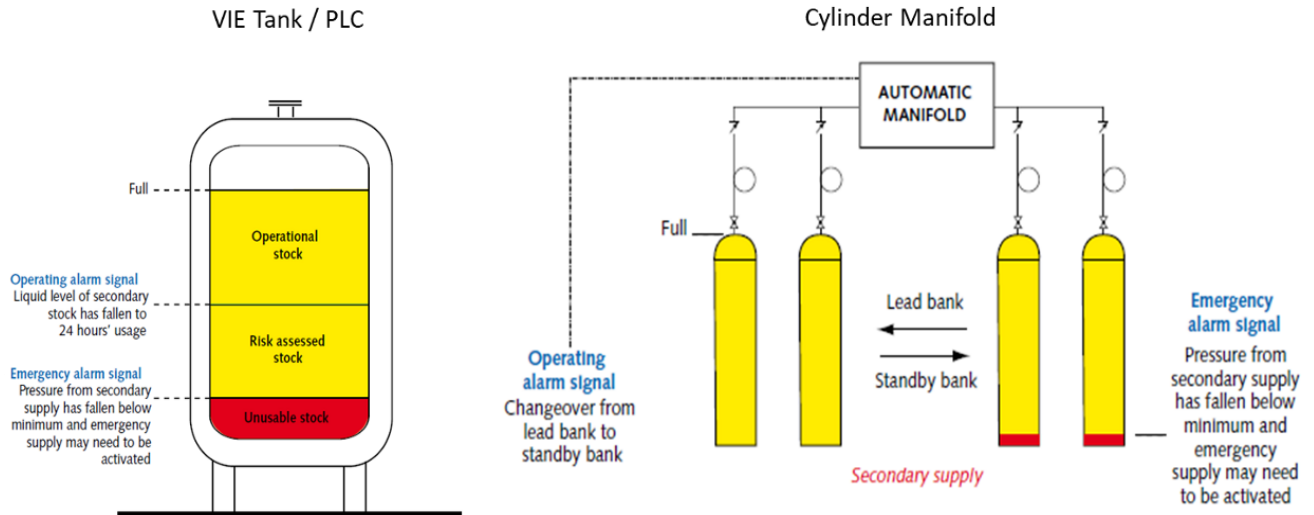 VIE Tank / PLC
Full
Operational
stock
Operating alarm signal
Liquid level of secondary
stock has fallen to
24 hours' usage
Risk assessed
stock
Emergency alarm signal
Pressure from secondary
supply has fallen below
minimum and emergency
supply may need to be
activated
Unusable stock
Cylinder Manifold
AUTOMATIC
MANIFOLD
Full
Lead bank
Standby bank
Operating
alarm signal
Changeover from
lead bank to
standby bank
Secondary supply
Emergency
alarm signal
Pressure from
secondary supply
has fallen below
minimum and
emergency
supply may need
to be activated